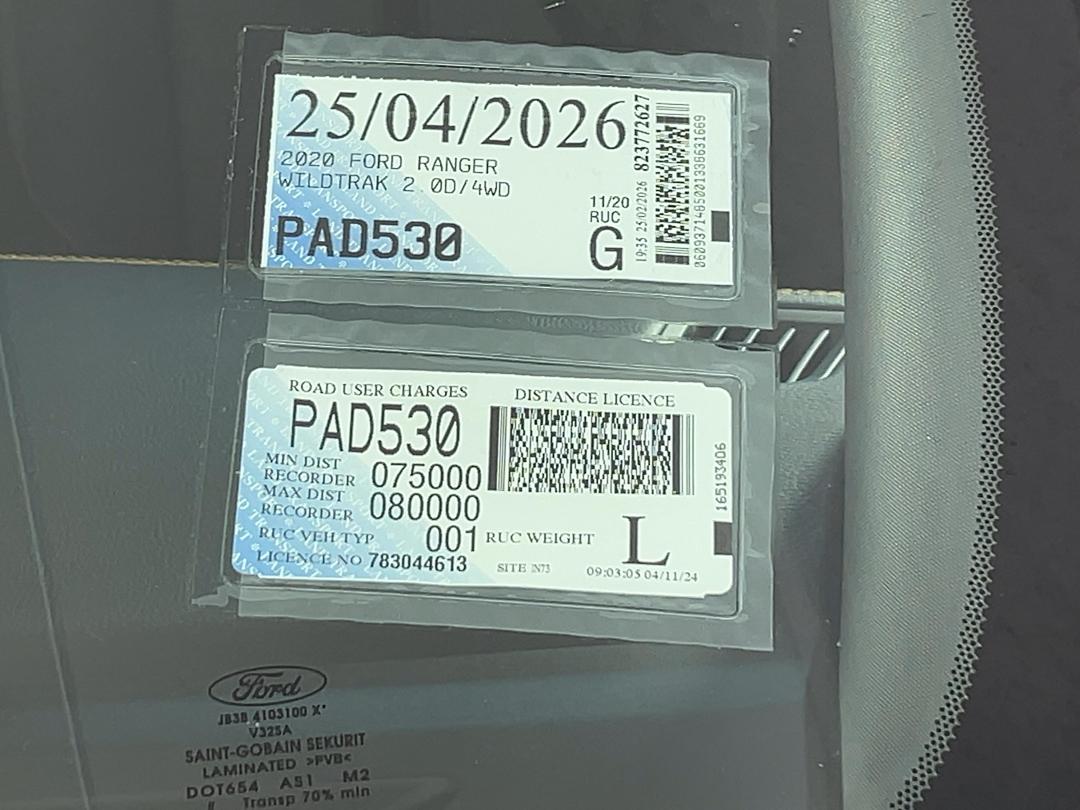 25/04/2026
2020 FORD RANGER
WILDTRAK 2.0D/4WD
PAD530
11/20
RUC
G
19:35 25/02/2026 823772627
ROAD USER CHARGES
PAD530
DISTANCE LICENCE
MIN DIST
RECORDER 075000
MAX DIST
RECORDER 080000
RUC VEH TYP 001
RUC WEIGHT L
LICENCE NO 783044613
SITE IN73
09:03:05 04/11/24
165193406
Ford
JB3B 4103100 X
V325A
SAINT-GOBAIN SEKURIT
LAMINATED >PVB<
DOT654 AS1 M2
" Transp 70% min